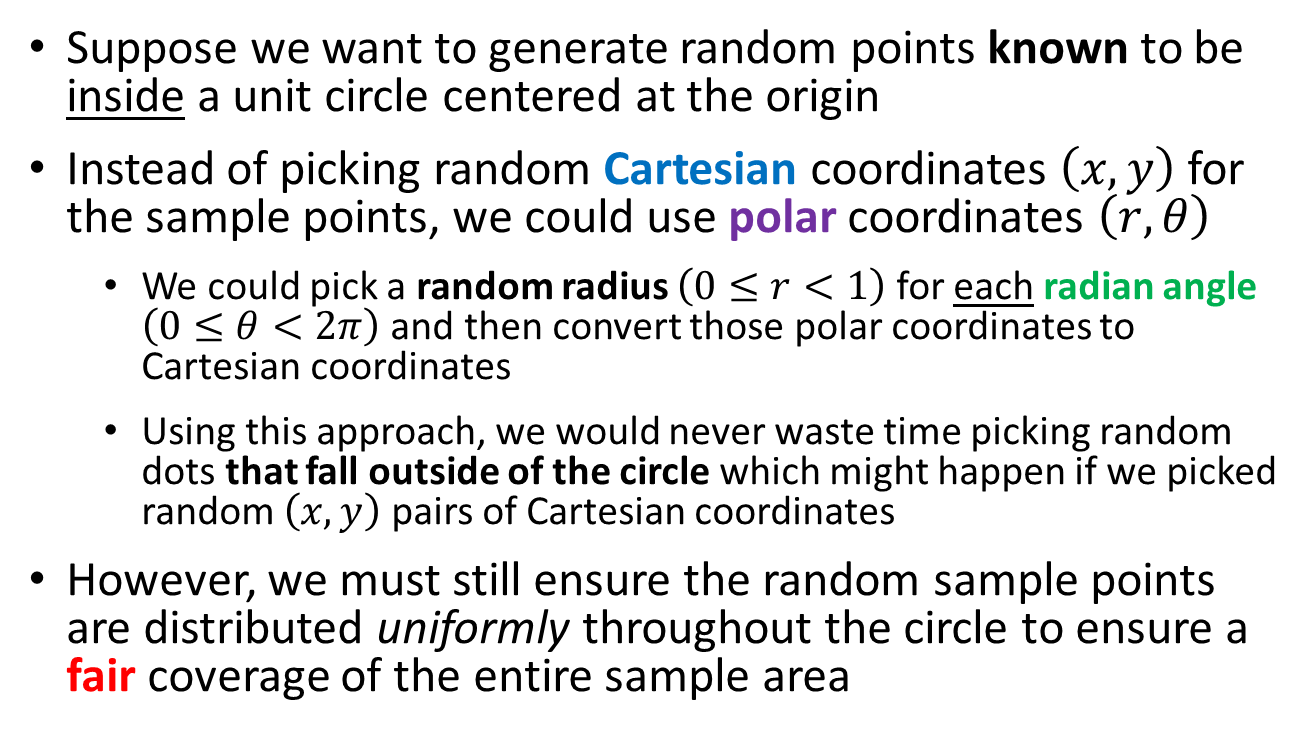 • Suppose we want to generate random points known to be
inside a unit circle centered at the origin
• Instead of picking random Cartesian coordinates (x, y) for
the sample points, we could use polar coordinates (r, θ)
• We could pick a random radius (0 ≤ r < 1) for each radian angle
(0 ≤ θ < 2π) and then convert those polar coordinates to
Cartesian coordinates
• Using this approach, we would never waste time picking random
dots that fall outside of the circle which might happen if we picked
random (x, y) pairs of Cartesian coordinates
• However, we must still ensure the random sample points
are distributed uniformly throughout the circle to ensure a
fair coverage of the entire sample area